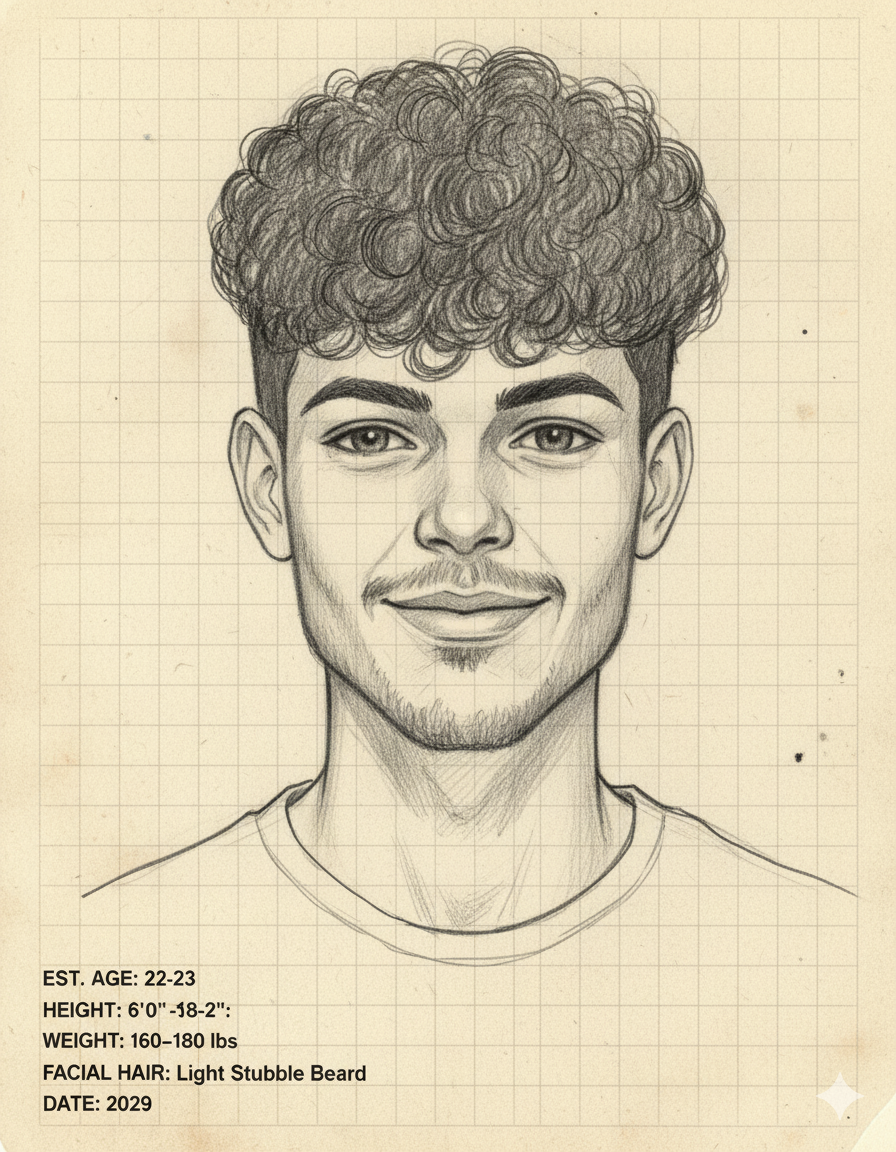 EST. AGE: 22-23
HEIGHT: 6'0" -18-2":
WEIGHT: 160–180 lbs
FACIAL HAIR: Light Stubble Beard
DATE: 2029